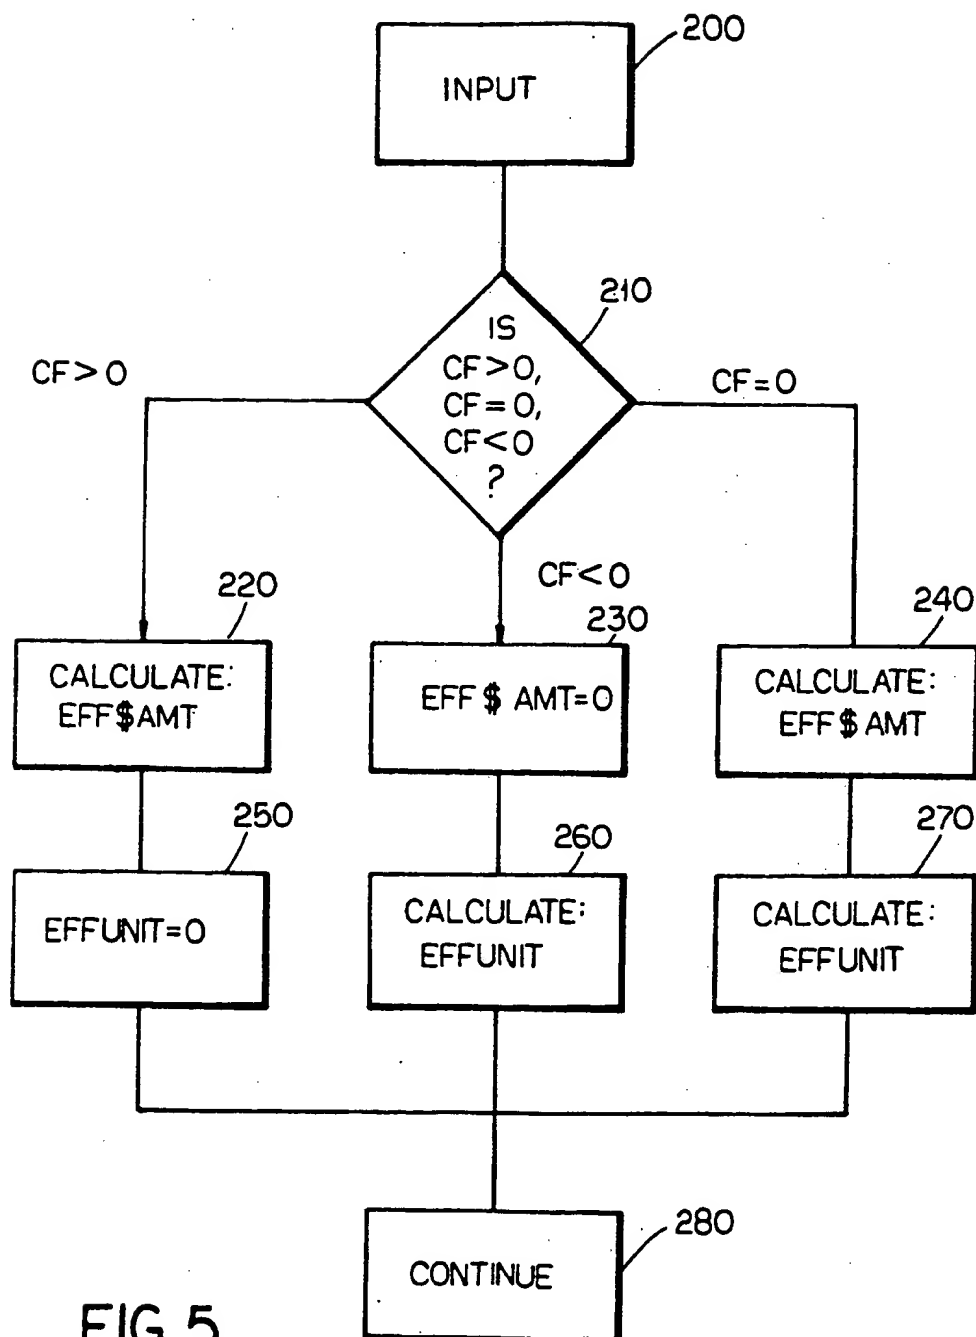 200
INPUT
210
IS
CF>0,
CF=0,
CF<0
?
CF>0
CF=0
CF<0
220
CALCULATE:
EFF$AMT
230
EFF$ AMT=0
240
CALCULATE:
EFF$AMT
250
EFFUNIT=0
260
CALCULATE:
EFFUNIT
270
CALCULATE:
EFFUNIT
280
CONTINUE
FIG. 5